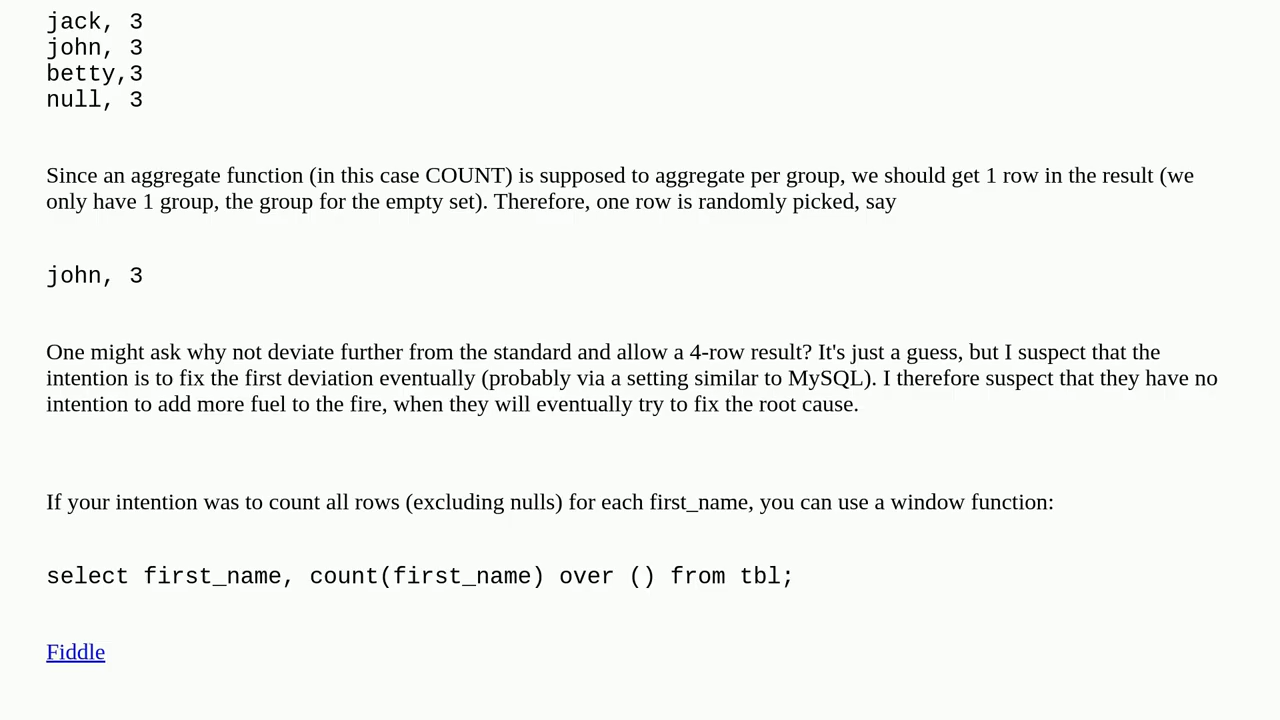 jack, 3
john, 3
betty,3
null, 3
Since an aggregate function (in this case COUNT) is supposed to aggregate per group, we should get 1 row in the result (we
only have 1 group, the group for the empty set). Therefore, one row is randomly picked, say
john, 3
One might ask why not deviate further from the standard and allow a 4-row result? It's just a guess, but I suspect that the
intention is to fix the first deviation eventually (probably via a setting similar to MySQL). I therefore suspect that they have no
intention to add more fuel to the fire, when they will eventually try to fix the root cause.
If your intention was to count all rows (excluding nulls) for each first_name, you can use a window function:
select first_name, count(first_name) over () from tbl;
Fiddle